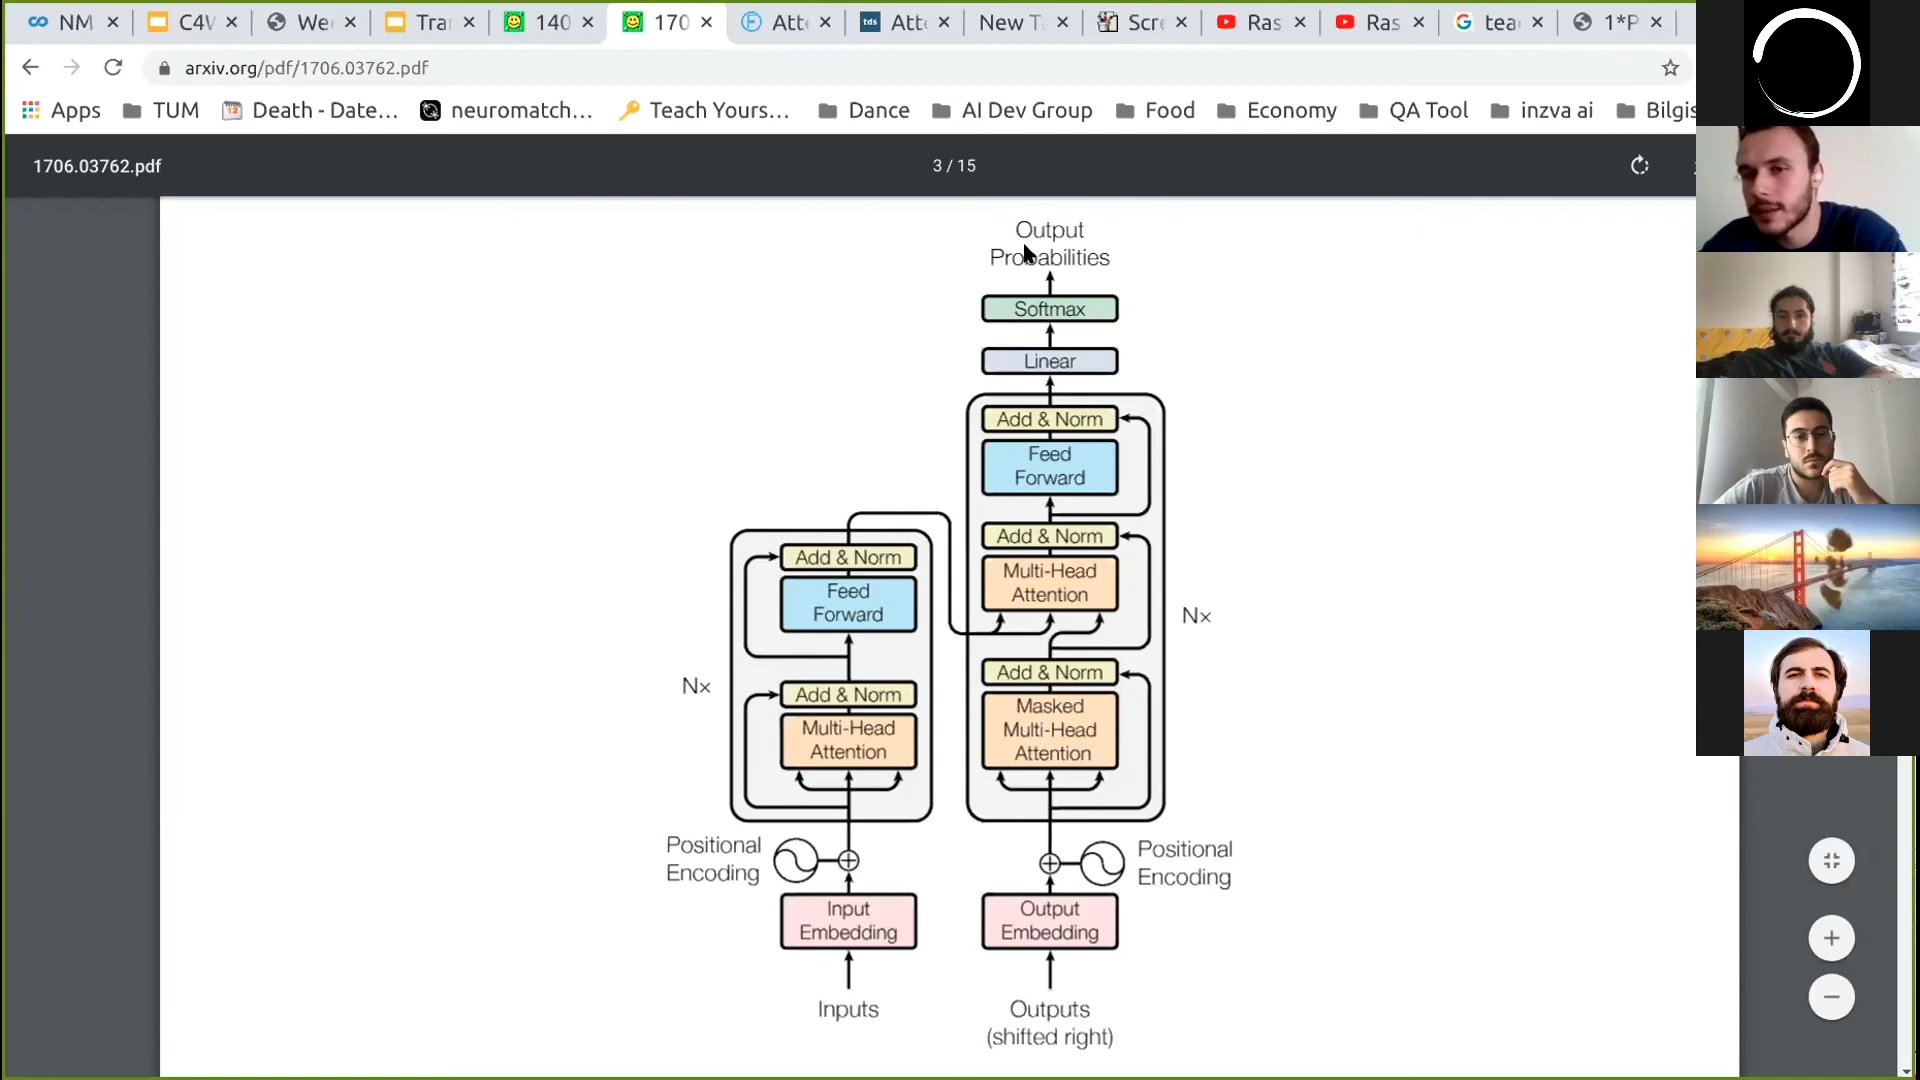 NM
C4W
We
Tra
140
170
Atte
Atte
New T
Scre
Ras
Ras
tea
1*P
arxiv.org/pdf/1706.03762.pdf
Apps
TUM
Death - Date...
neuromatch...
Teach Yours...
Dance
AI Dev Group
Food
Economy
QA Tool
inzva ai
Bilgis
1706.03762.pdf
3 / 15
Output
Probabilities
Softmax
Linear
Add & Norm
Feed
Forward
Add & Norm
Multi-Head
Attention
Nx
Add & Norm
Masked
Multi-Head
Attention
Add & Norm
Feed
Forward
Nx
Add & Norm
Multi-Head
Attention
Positional
Encoding
Positional
Encoding
Input
Embedding
Output
Embedding
Inputs
Outputs
(shifted right)